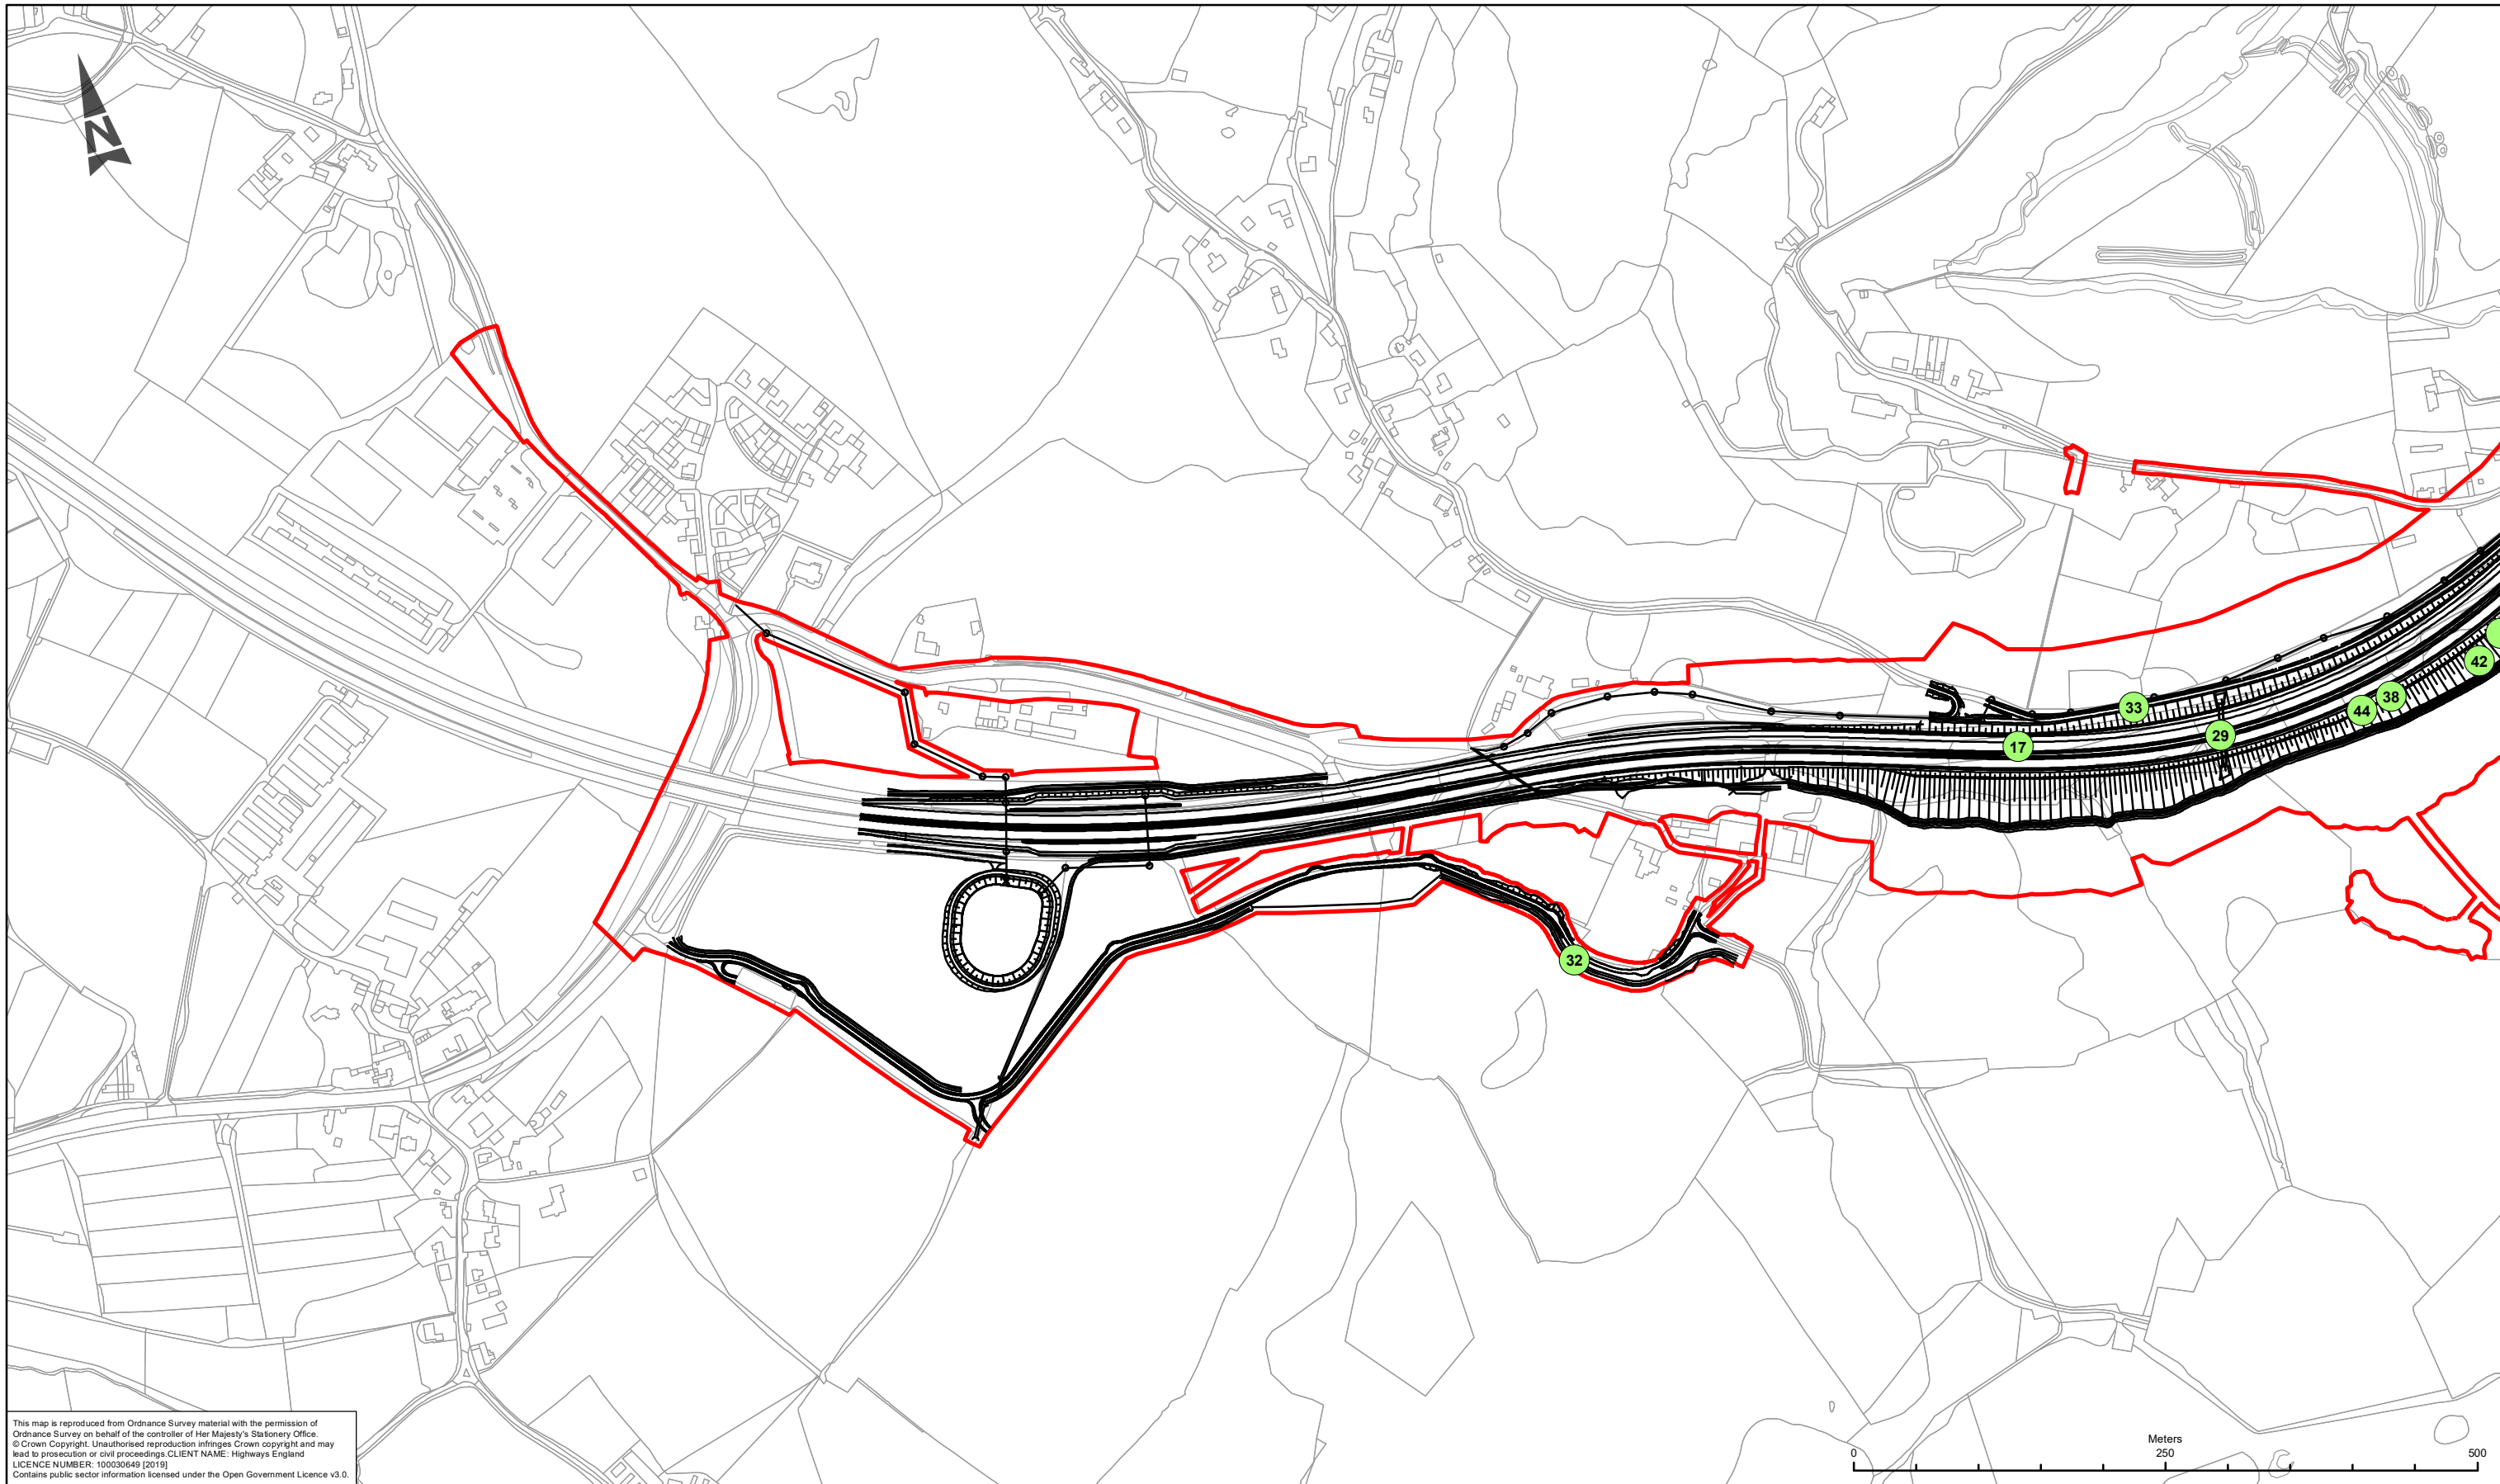 N
33
42
38
44
29
17
32
This map is reproduced from Ordnance Survey material with the permission of
Ordnance Survey on behalf of the controller of Her Majesty's Stationery Office.
© Crown Copyright. Unauthorised reproduction infringes Crown copyright and may
lead to prosecution or civil proceedings.CLIENT NAME: Highways England
LICENCE NUMBER: 100030649 [2019]
Contains public sector information licensed under the Open Government Licence v3.0.
Meters
0 250 500